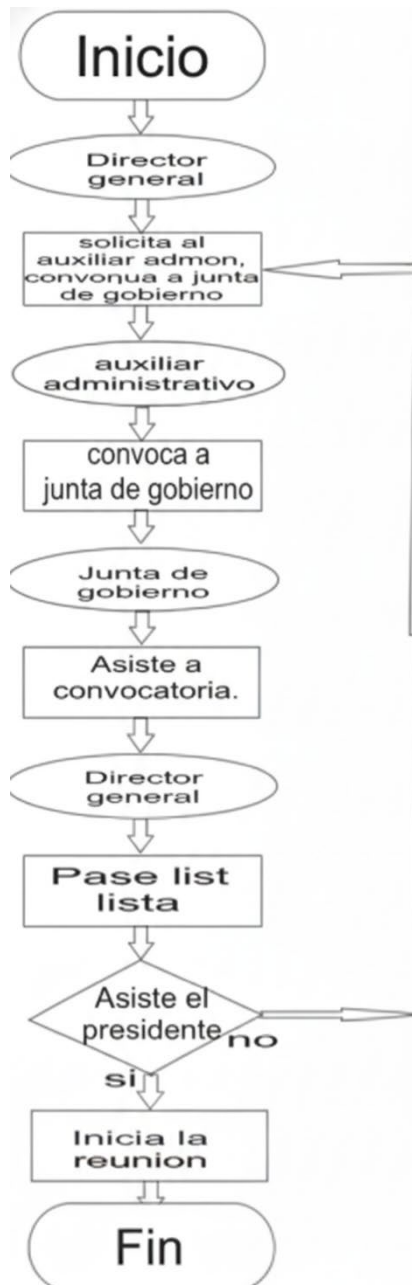 Inicio
Director
general
solicita al
auxiliar admon,
convonua a junta
de gobierno
auxiliar
administrativo
convoca a
junta de gobierno
Junta de
gobierno
Asiste a
convocatoria.
Director
general
Pase list
lista
Asiste el
presidente
no
si
Inicia la
reunion
Fin